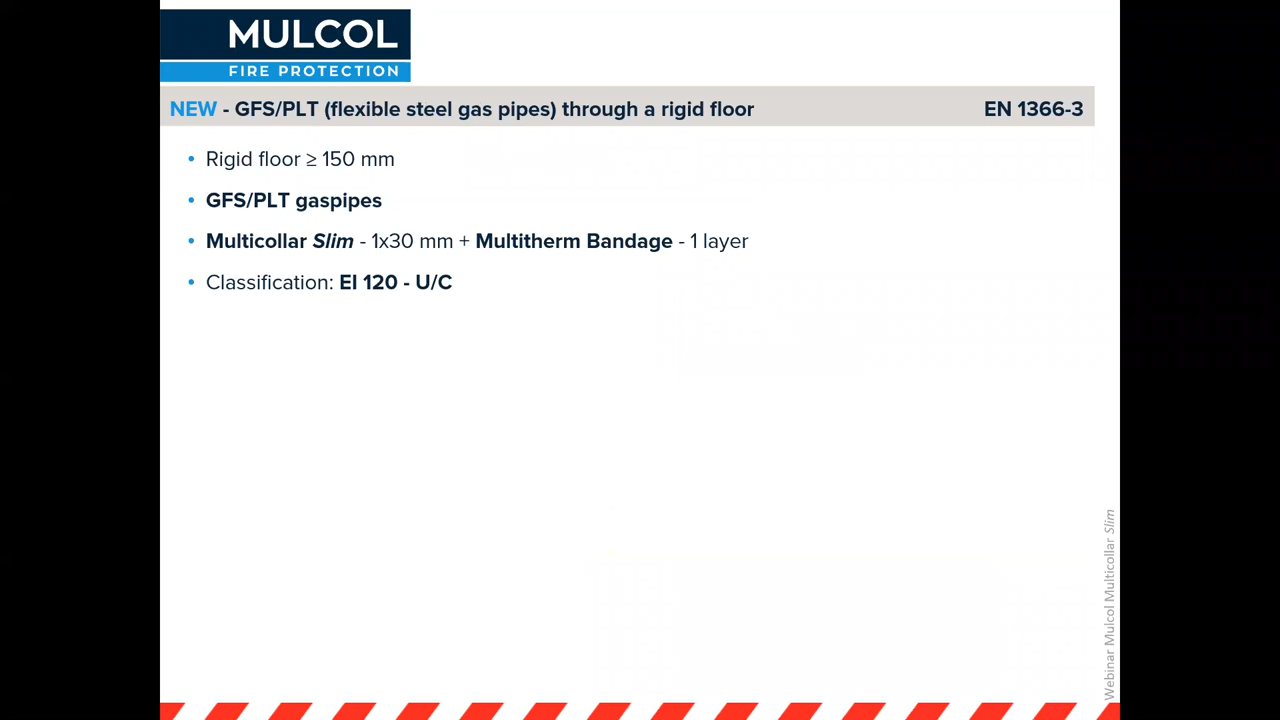 MULCOL
FIRE PROTECTION
NEW - GFS/PLT (flexible steel gas pipes) through a rigid floor EN 1366-3
• Rigid floor ≥ 150 mm
• GFS/PLT gaspipes
• Multicollar Slim - 1x30 mm + Multitherm Bandage - 1 layer
• Classification: EI 120 - U/C
Webinar Mulcol Multicollar Slim